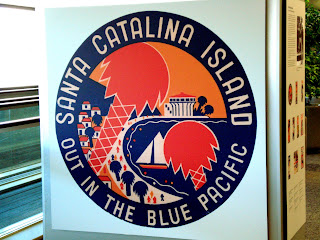 SANTA CATALINA ISLAND
OUT IN THE BLUE PACIFIC